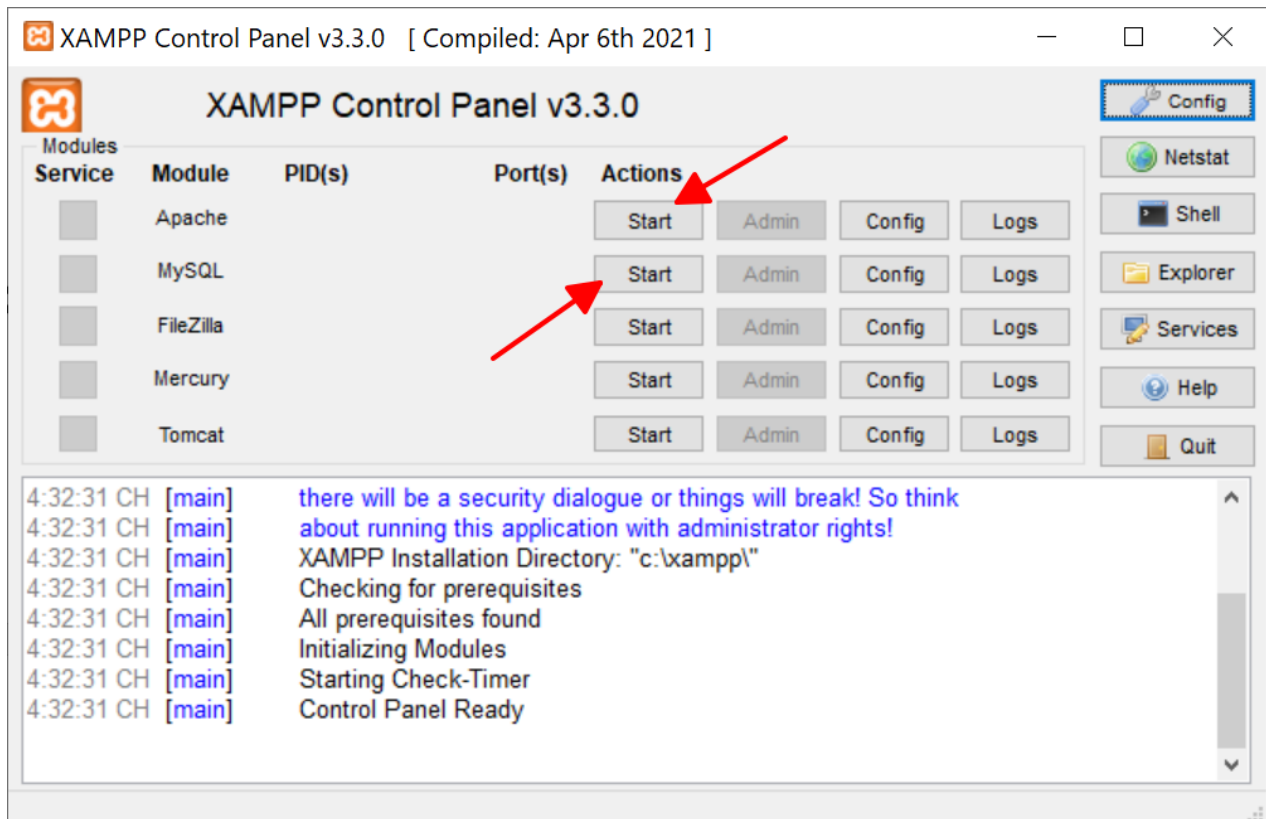 XAMPP Control Panel v3.3.0 [ Compiled: Apr 6th 2021 ]
XAMPP Control Panel v3.3.0
Config
Modules
Netstat
Service Module PID(s) Port(s) Actions
Apache Start Admin Config Logs
Shell
MySQL Start Admin Config Logs
Explorer
FileZilla Start Admin Config Logs
Services
Mercury Start Admin Config Logs
Help
Tomcat Start Admin Config Logs
Quit
4:32:31 CH [main] there will be a security dialogue or things will break! So think
4:32:31 CH [main] about running this application with administrator rights!
4:32:31 CH [main] XAMPP Installation Directory: "c:\xampp\"
4:32:31 CH [main] Checking for prerequisites
4:32:31 CH [main] All prerequisites found
4:32:31 CH [main] Initializing Modules
4:32:31 CH [main] Starting Check-Timer
4:32:31 CH [main] Control Panel Ready